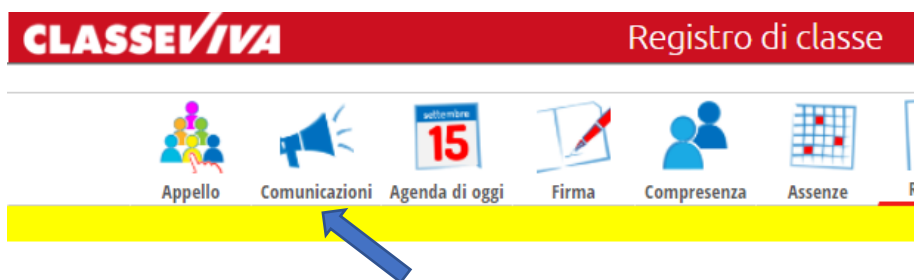 CLASSEVIVA Registro di classe
settembre
15
Appello Comunicazioni Agenda di oggi Firma Compresenza Assenze